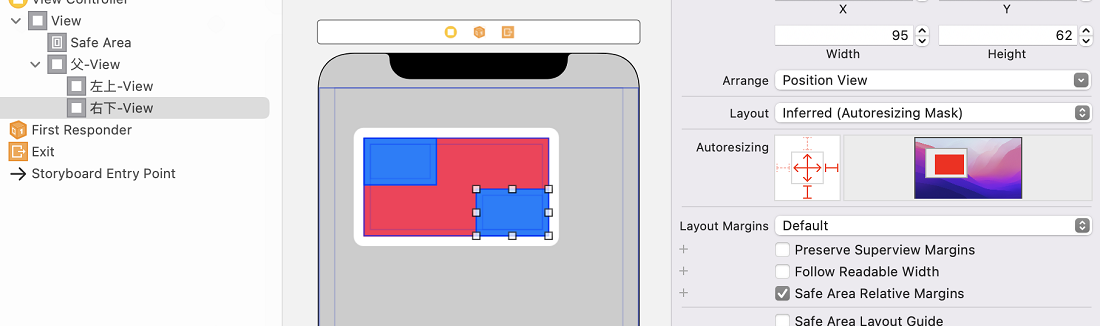 View Controller
View
Safe Area
父-View
左上-View
右下-View
First Responder
Exit
Storyboard Entry Point
X Y
95 62
Width Height
Arrange Position View
Layout Inferred (Autoresizing Mask)
Autoresizing
Layout Margins Default
Preserve Superview Margins
Follow Readable Width
Safe Area Relative Margins
Safe Area Layout Guide